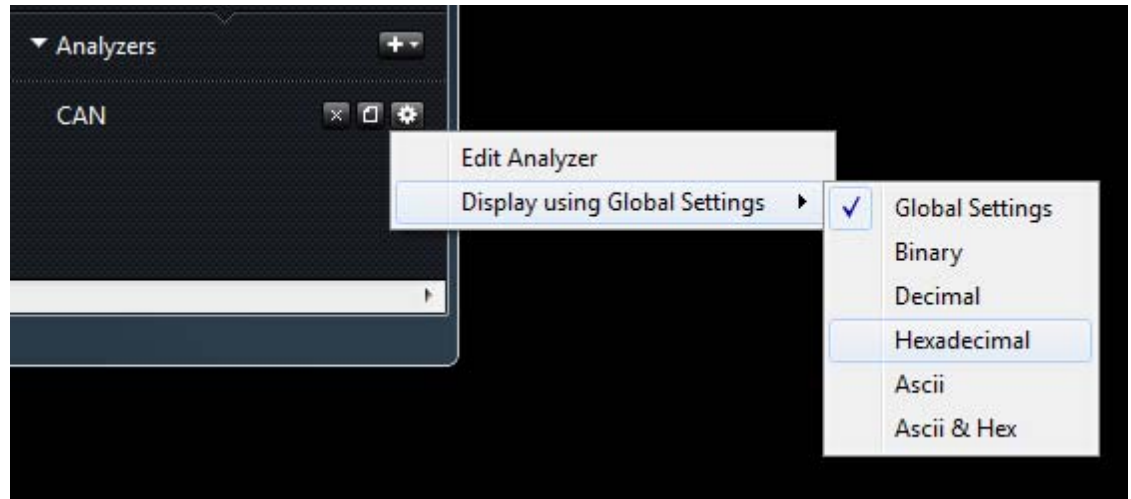 Analyzers
CAN
Edit Analyzer
Display using Global Settings
Global Settings
Binary
Decimal
Hexadecimal
Ascii
Ascii & Hex